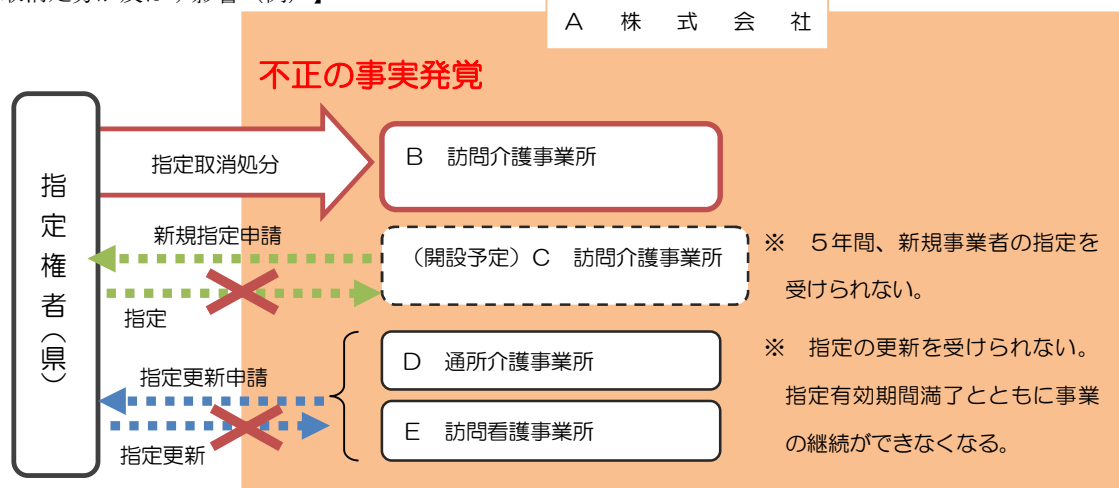 A 株 式 会 社
不正の事実発覚
指定権者(県)
指定取消処分
B 訪問介護事業所
新規指定申請
(開設予定)C 訪問介護事業所
指定
※ 5年間、新規事業者の指定を
受けられない。
指定更新申請
D 通所介護事業所
E 訪問看護事業所
指定更新
※ 指定の更新を受けられない。
指定有効期間満了とともに事業
の継続ができなくなる。